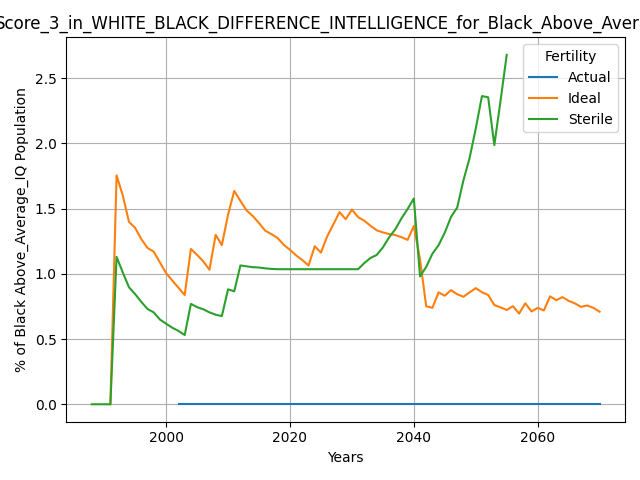 Score_3_in_WHITE_BLACK_DIFFERENCE_INTELLIGENCE_for_Black_Above_Aver
Fertility
Actual
Ideal
Sterile
% of Black Above_Average_IQ Population
2.5
2.0
1.5
1.0
0.5
0.0
2000 2020 2040 2060
Years